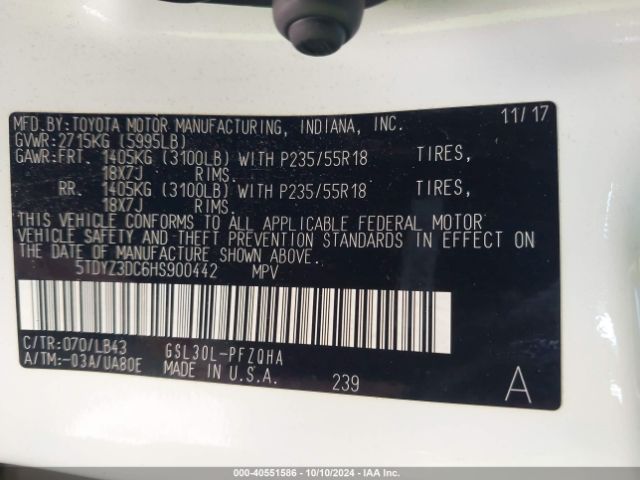 MFD.BY:TOYOTA MOTOR MANUFACTURING, INDIANA, INC. 11/17
GVWR:2715KG (5995LB)
GAWR:FRT. 1405KG (3100LB) WITH P235/55R18 TIRES,
18X7J RIMS.
RR. 1405KG (3100LB) WITH P235/55R18 TIRES,
18X7J RIMS.
THIS VEHICLE CONFORMS TO ALL APPLICABLE FEDERAL MOTOR
VEHICLE SAFETY AND THEFT PREVENTION STANDARDS IN EFFECT ON
THE DATE OF MANUFACTURE SHOWN ABOVE.
5TDYZ3DC6HS900442 MPV
C/TR:070/LB43 GSL30L-PFZQHA
A/TM:-03A/UA80E MADE IN U.S.A. 239 A
000-40551586 - 10/10/2024 - IAA Inc.